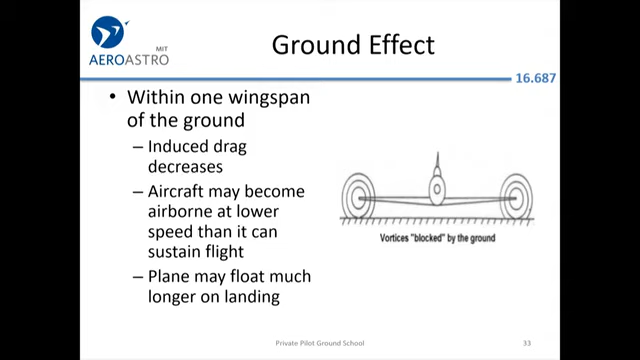 MIT
AEROASTRO
Ground Effect
16.687
• Within one wingspan
of the ground
– Induced drag
decreases
– Aircraft may become
airborne at lower
speed than it can
sustain flight
– Plane may float much
longer on landing
Vortices "blocked" by the ground
Private Pilot Ground School
33